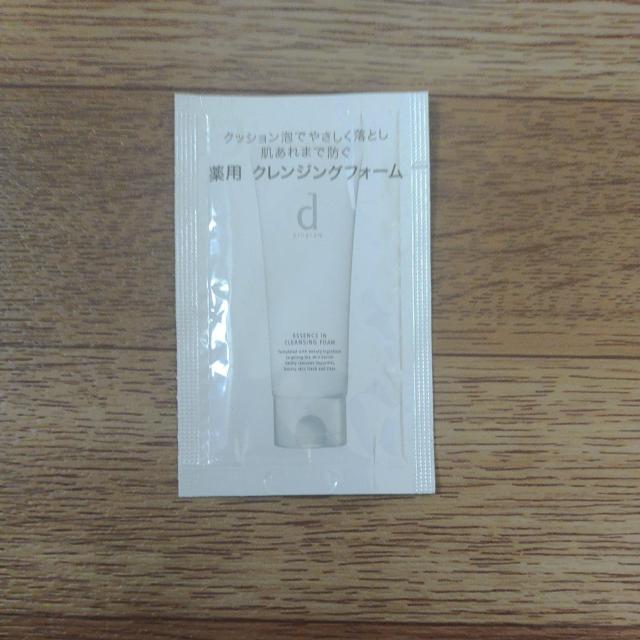 クッション泡でやさしく落とし
肌あれまで防ぐ
薬用 クレンジングフォーム
d
program
ESSENCE IN
CLEANSING FOAM